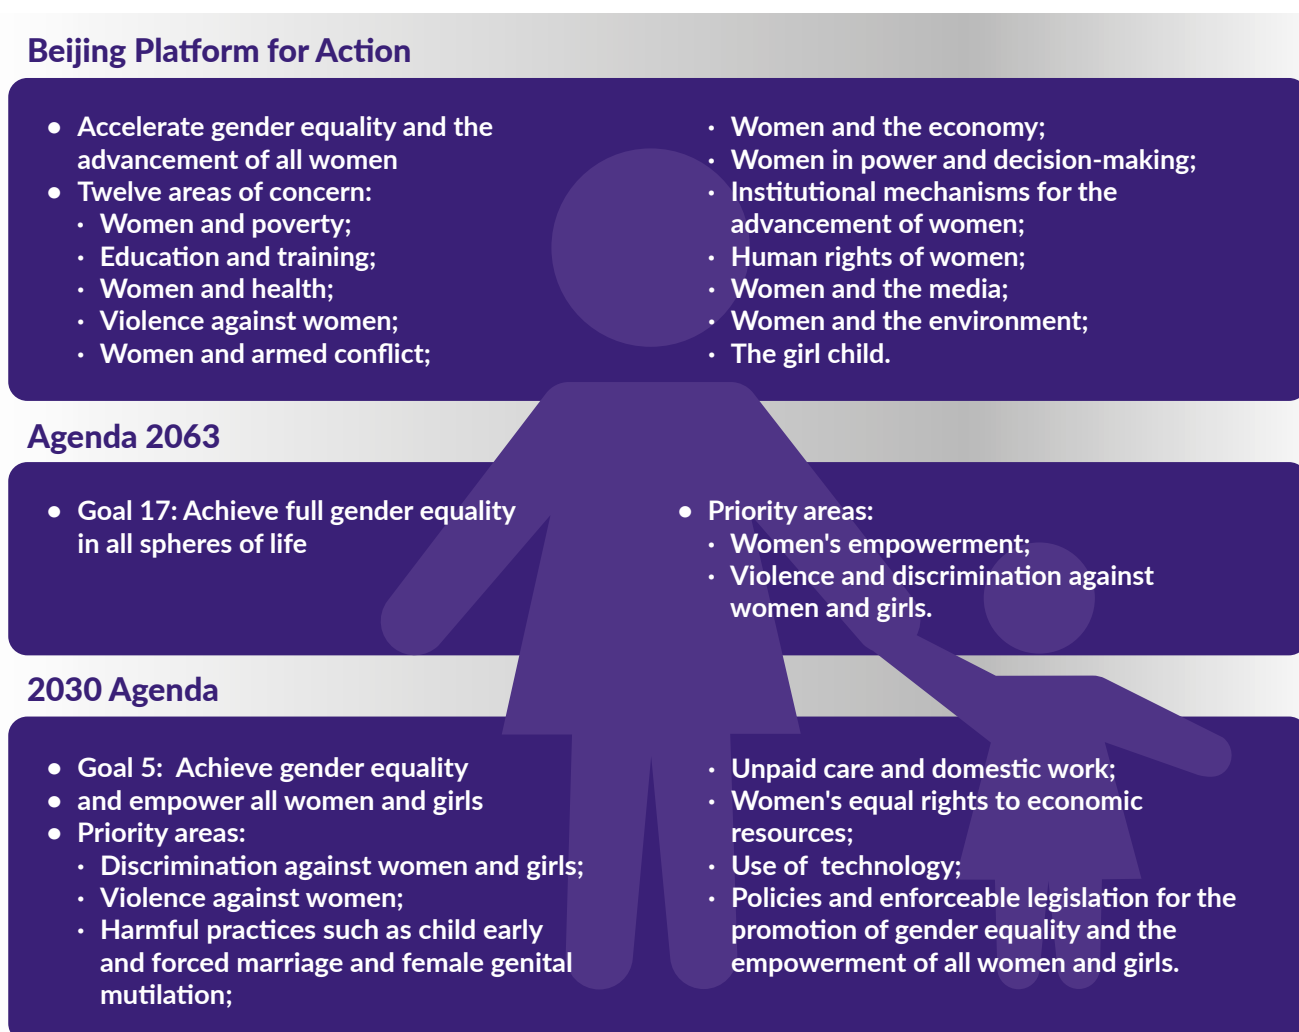 Beijing Platform for Action
● Accelerate gender equality and the
advancement of all women
● Twelve areas of concern:
· Women and poverty;
· Education and training;
· Women and health;
· Violence against women;
· Women and armed conflict;
· Women and the economy;
· Women in power and decision-making;
· Institutional mechanisms for the
advancement of women;
· Human rights of women;
· Women and the media;
· Women and the environment;
· The girl child.
Agenda 2063
● Goal 17: Achieve full gender equality
in all spheres of life
● Priority areas:
· Women's empowerment;
· Violence and discrimination against
women and girls.
2030 Agenda
● Goal 5:  Achieve gender equality
● and empower all women and girls
● Priority areas:
· Discrimination against women and girls;
· Violence against women;
· Harmful practices such as child early
and forced marriage and female genital
mutilation;
· Unpaid care and domestic work;
· Women's equal rights to economic
resources;
· Use of  technology;
· Policies and enforceable legislation for the
promotion of gender equality and the
empowerment of all women and girls.